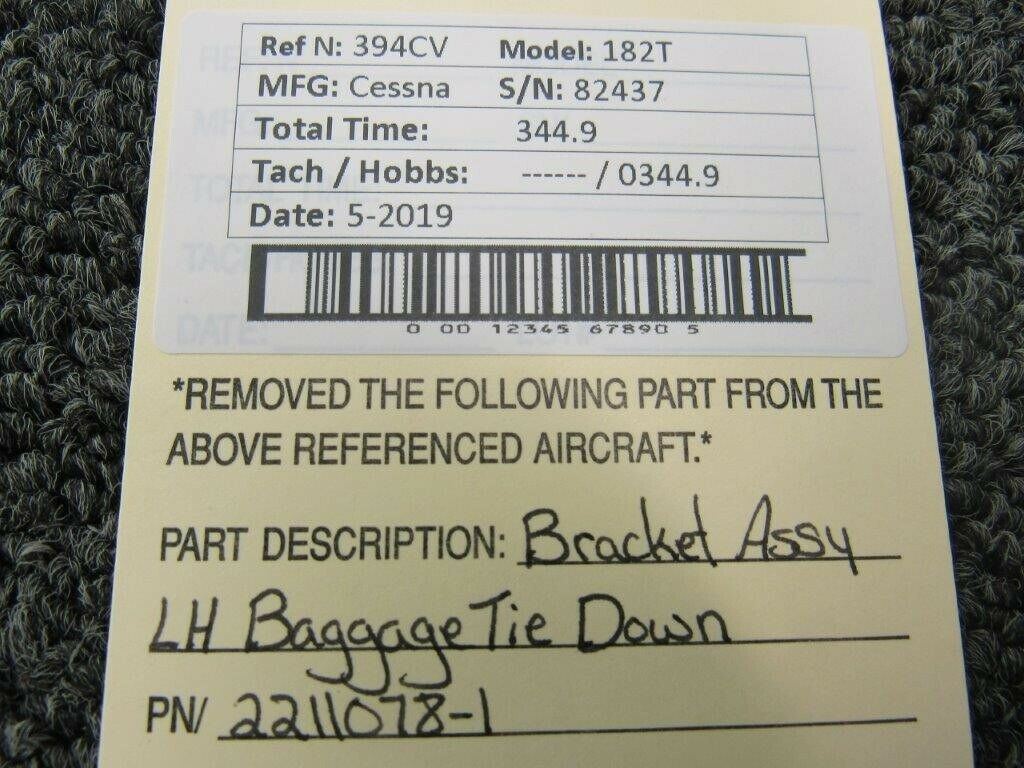 Ref N: 394CV Model: 182T
MFG: Cessna S/N: 82437
Total Time: 344.9
Tach / Hobbs: ------ / 0344.9
Date: 5-2019
0 00 12345 67890 5
*REMOVED THE FOLLOWING PART FROM THE
ABOVE REFERENCED AIRCRAFT.*
PART DESCRIPTION: Bracket Assy
LH Baggage Tie Down
PN/ 2211078-1